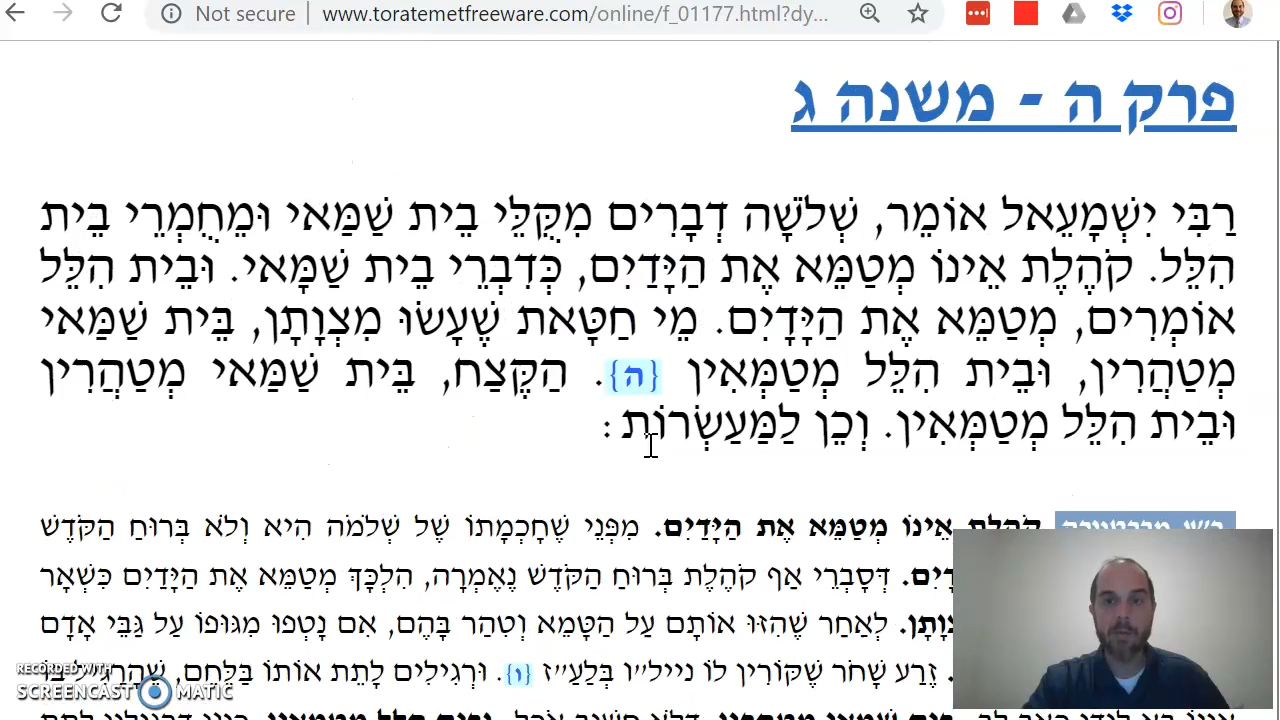 Not secure | www.toratemetfreeware.com/online/f_01177.html?dy...
פרק ה - משנה ג
רַבִּי יִשְׁמָעֵאל אוֹמֵר, שְׁלֹשָׁה דְבָרִים מִקֻּלֵּי בֵית שַׁמַּאי וּמֵחֻמְרֵי בֵית
הִלֵּל. קֹהֶלֶת אֵינוֹ מְטַמֵּא אֶת הַיָּדַיִם, כְּדִבְרֵי בֵית שַׁמָּאי. וּבֵית הִלֵּל
אוֹמְרִים, מְטַמֵּא אֶת הַיָּדָיִם. מֵי חַטָּאת שֶׁעָשׂוּ מִצְוָתָן, בֵּית שַׁמַּאי
מְטַהֲרִין, וּבֵית הִלֵּל מְטַמְּאִין {ה}. הַקֶּצַח, בֵּית שַׁמַּאי מְטַהֲרִין
וּבֵית הִלֵּל מְטַמְּאִין. וְכֵן לַמַּעַשְׂרוֹת:
קֹהֶלֶת אֵינוֹ מְטַמֵּא אֶת הַיָּדַיִם. מִפְּנֵי שֶׁחָכְמָתוֹ שֶׁל שְׁלֹמֹה הִיא וְלֹא בְּרוּחַ הַקֹּדֶשׁ
דְּסָבְרֵי אַף קֹהֶלֶת בְּרוּחַ הַקֹּדֶשׁ נֶאֶמְרָה, הִלְכָּךְ מְטַמֵּא אֶת הַיָּדַיִם כִּשְׁאָר
לְאַחַר שֶׁהִזּוּ אוֹתָם עַל הַטָּמֵא וְטִהַר בָּהֶם, אִם נָטְפוּ מִגּוּפוֹ עַל גַּבֵּי אָדָם
זֶרַע שָׁחֹר שֶׁקּוֹרִין לוֹ נייל״ו בְּלַעַ״ז {ו}. וּרְגִילִים לָתֵת אוֹתוֹ בַּלֶּחֶם,
RECORDED WITH
SCREENCAST MATIC